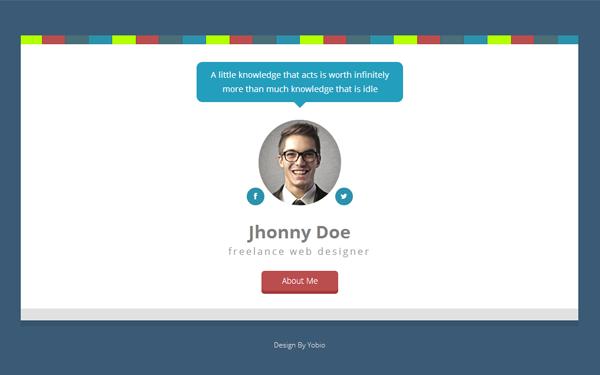 A little knowledge that acts is worth infinitely
more than much knowledge that is idle
f
Jhonny Doe
freelance web designer
About Me
Design By Yobio